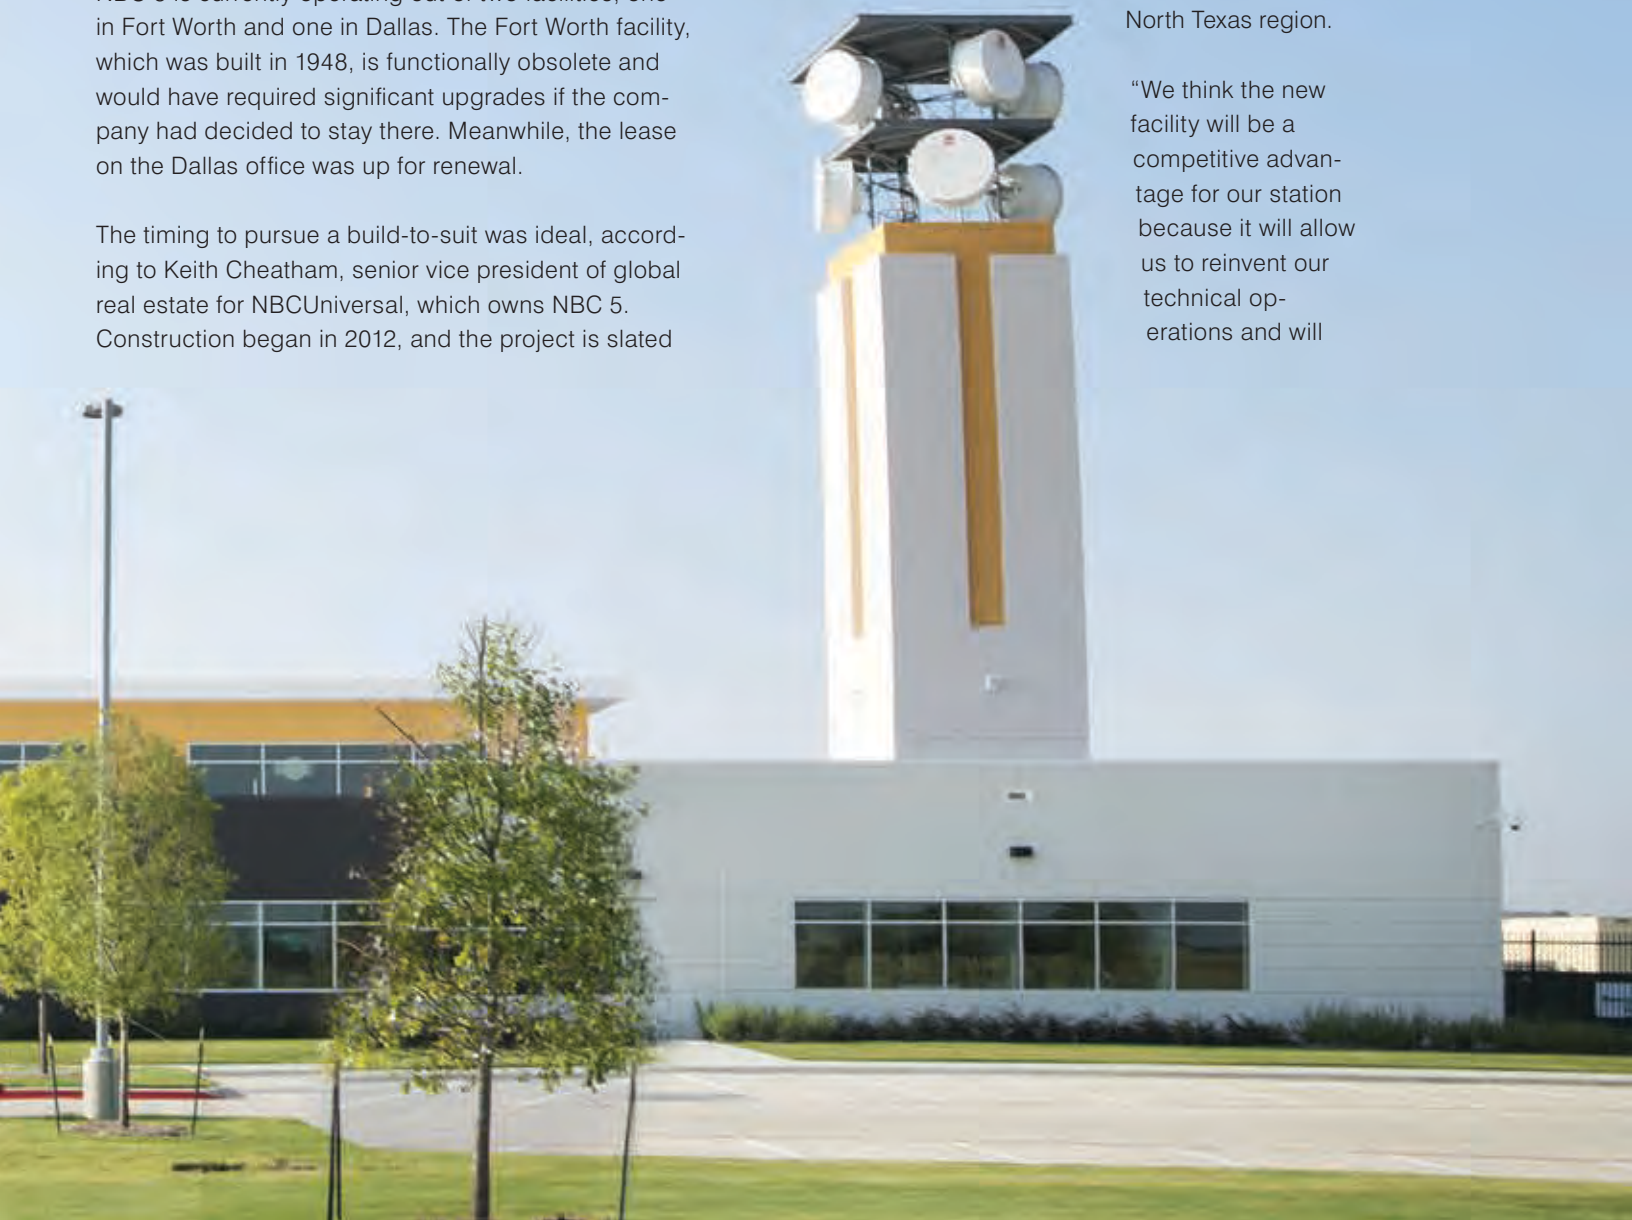 in Fort Worth and one in Dallas. The Fort Worth facility,
which was built in 1948, is functionally obsolete and
would have required significant upgrades if the com-
pany had decided to stay there. Meanwhile, the lease
on the Dallas office was up for renewal.
The timing to pursue a build-to-suit was ideal, accord-
ing to Keith Cheatham, senior vice president of global
real estate for NBCUniversal, which owns NBC 5.
Construction began in 2012, and the project is slated
North Texas region.
“We think the new
facility will be a
competitive advan-
tage for our station
because it will allow
us to reinvent our
technical op-
erations and will